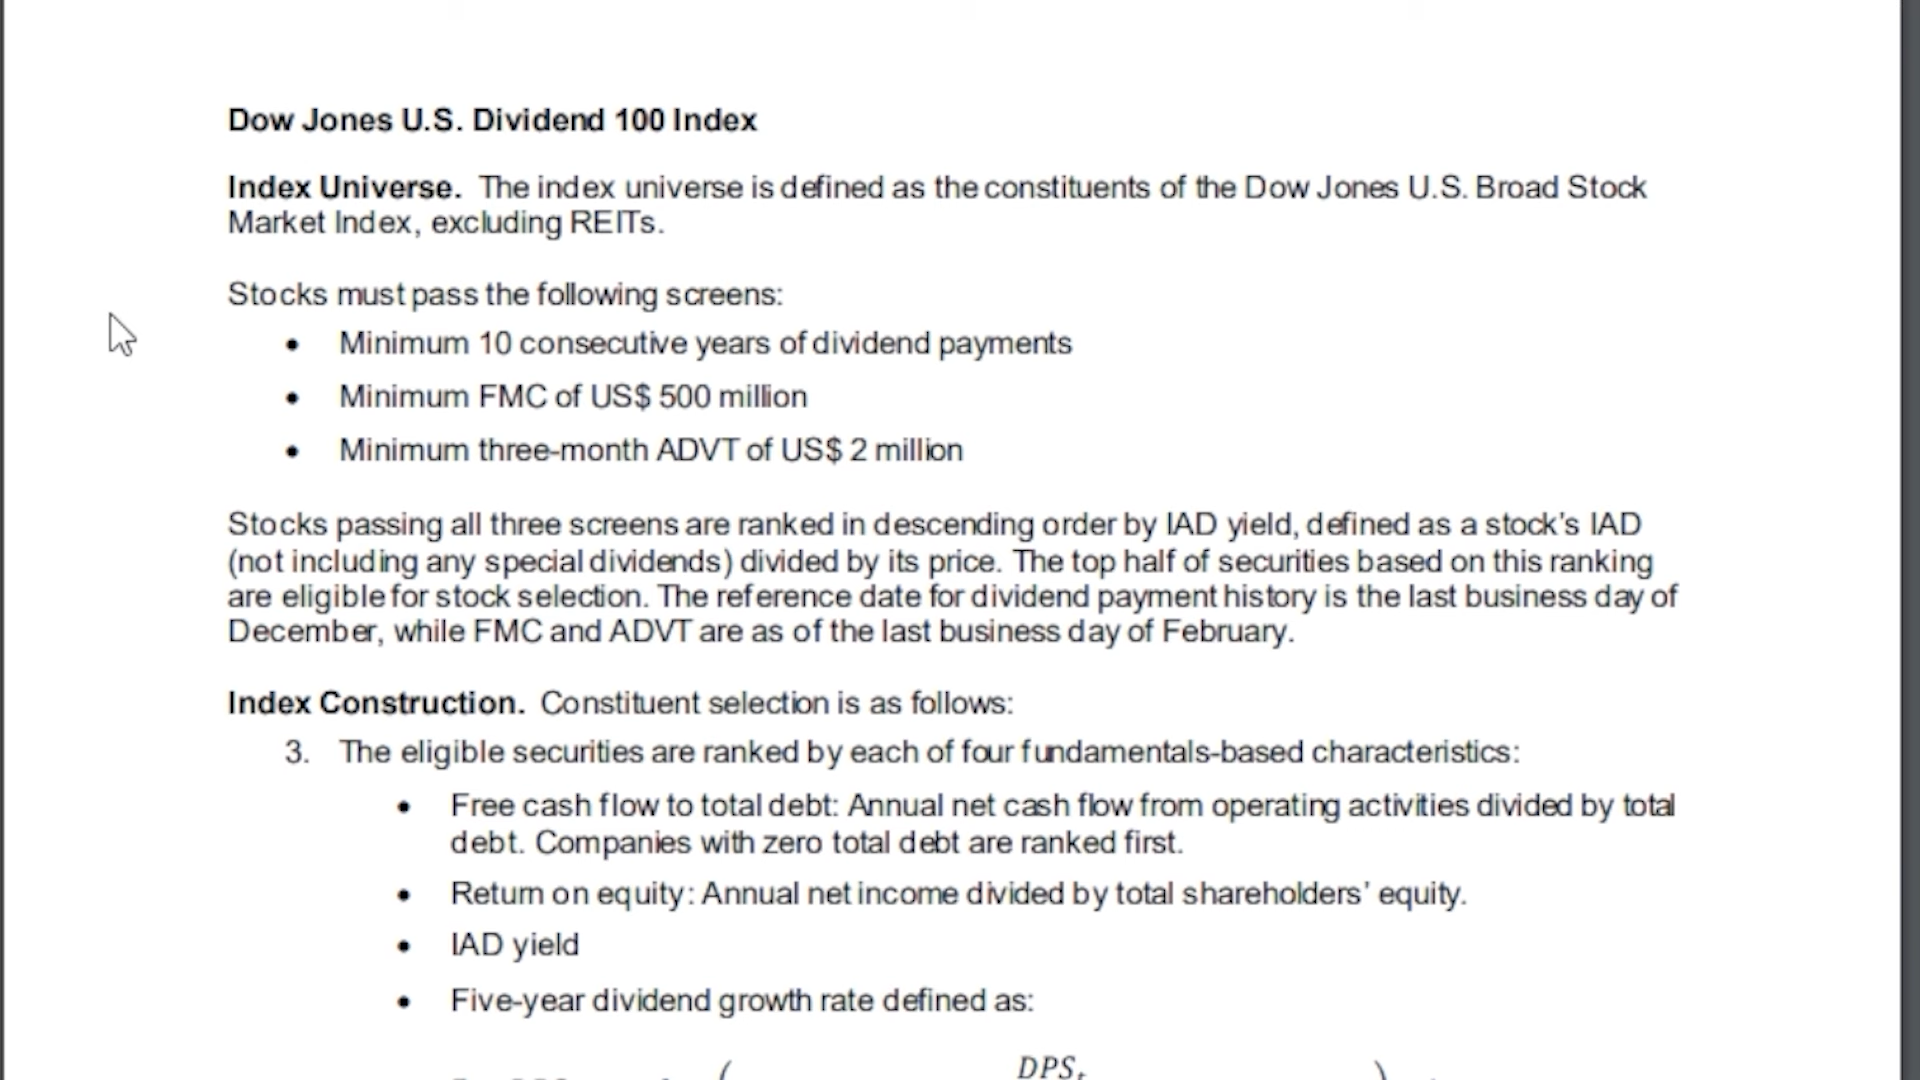 Dow Jones U.S. Dividend 100 Index
Index Universe. The index universe is defined as the constituents of the Dow Jones U.S. Broad Stock
Market Index, excluding REITs.
Stocks must pass the following screens:
• Minimum 10 consecutive years of dividend payments
• Minimum FMC of US$ 500 million
• Minimum three-month ADVT of US$ 2 million
Stocks passing all three screens are ranked in descending order by IAD yield, defined as a stock's IAD
(not including any special dividends) divided by its price. The top half of securities based on this ranking
are eligible for stock selection. The reference date for dividend payment history is the last business day of
December, while FMC and ADVT are as of the last business day of February.
Index Construction. Constituent selection is as follows:
3. The eligible securities are ranked by each of four fundamentals-based characteristics:
• Free cash flow to total debt: Annual net cash flow from operating activities divided by total
debt. Companies with zero total debt are ranked first.
• Return on equity: Annual net income divided by total shareholders' equity.
• IAD yield
• Five-year dividend growth rate defined as:
DPS